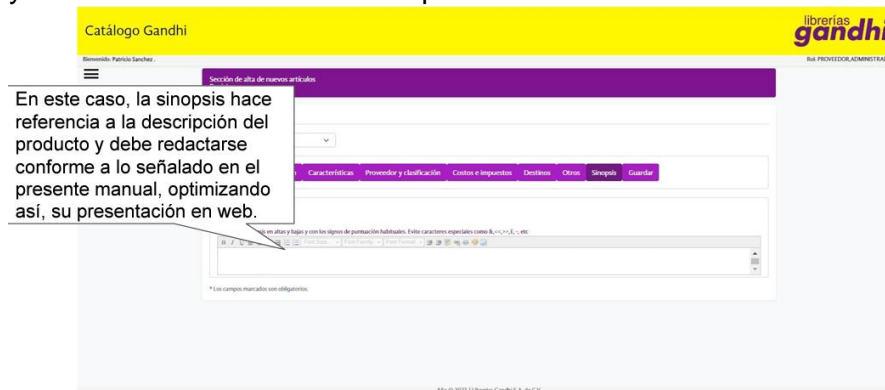 Catálogo Gandhi
librerías
gandhi
Bienvenido: Patricio Sanchez .
Rol: PROVEEDOR,ADMINISTRA
Sección de alta de nuevos artículos
En este caso, la sinopsis hace
referencia a la descripción del
producto y debe redactarse
conforme a lo señalado en el
presente manual, optimizando
así, su presentación en web.
Características Proveedor y clasificación Costos e impuestos Destinos Otros Sinopsis Guardar
en altas y bajas y con los signos de puntuación habituales. Evite caracteres especiales como
Font Size... Font Family. Font Format
* Los campos marcados son obligatorios.